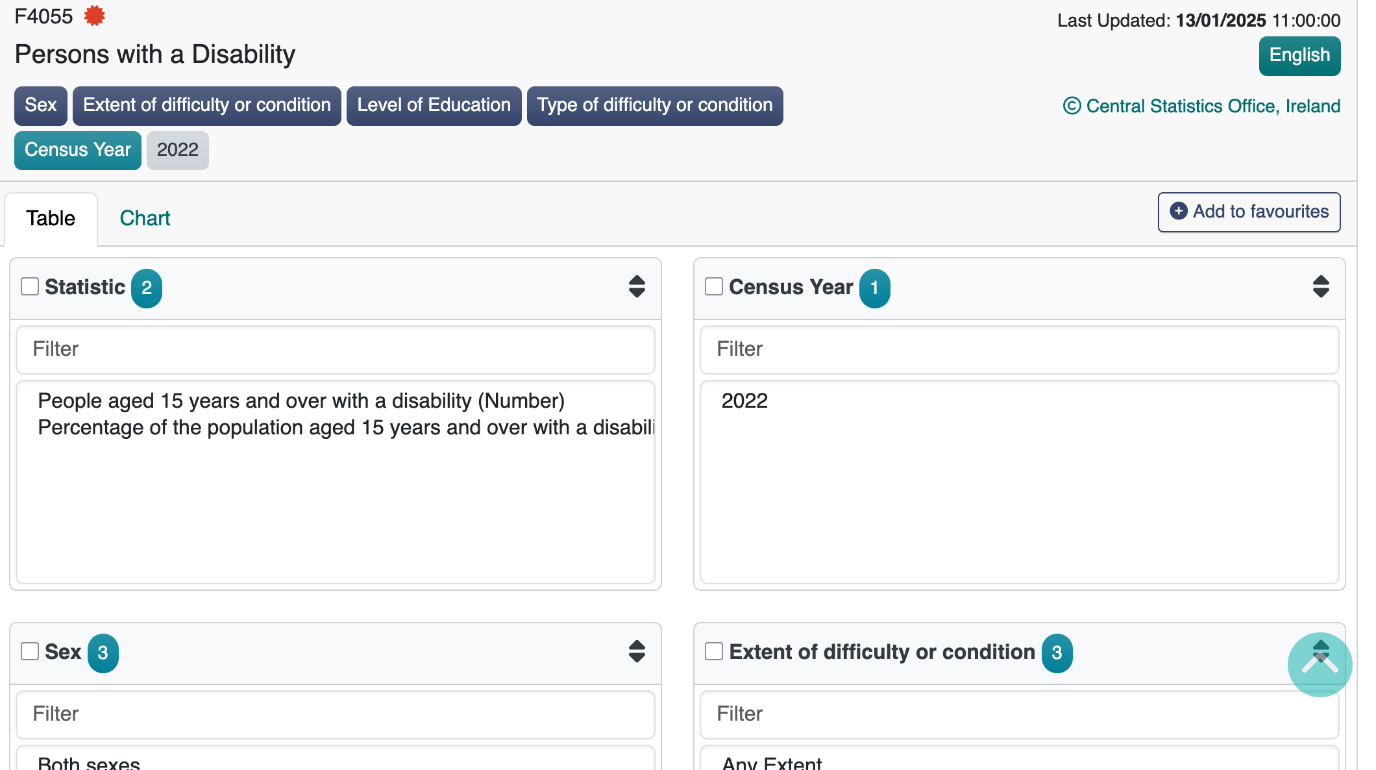 F4055
Last Updated: 13/01/2025 11:00:00
Persons with a Disability
English
Sex
Extent of difficulty or condition
Level of Education
Type of difficulty or condition
© Central Statistics Office, Ireland
Census Year
2022
Table
Chart
Add to favourites
Statistic 2
Filter
People aged 15 years and over with a disability (Number)
Percentage of the population aged 15 years and over with a disabili
Census Year 1
Filter
2022
Sex 3
Filter
Both sexes
Extent of difficulty or condition 3
Filter
Any Extent